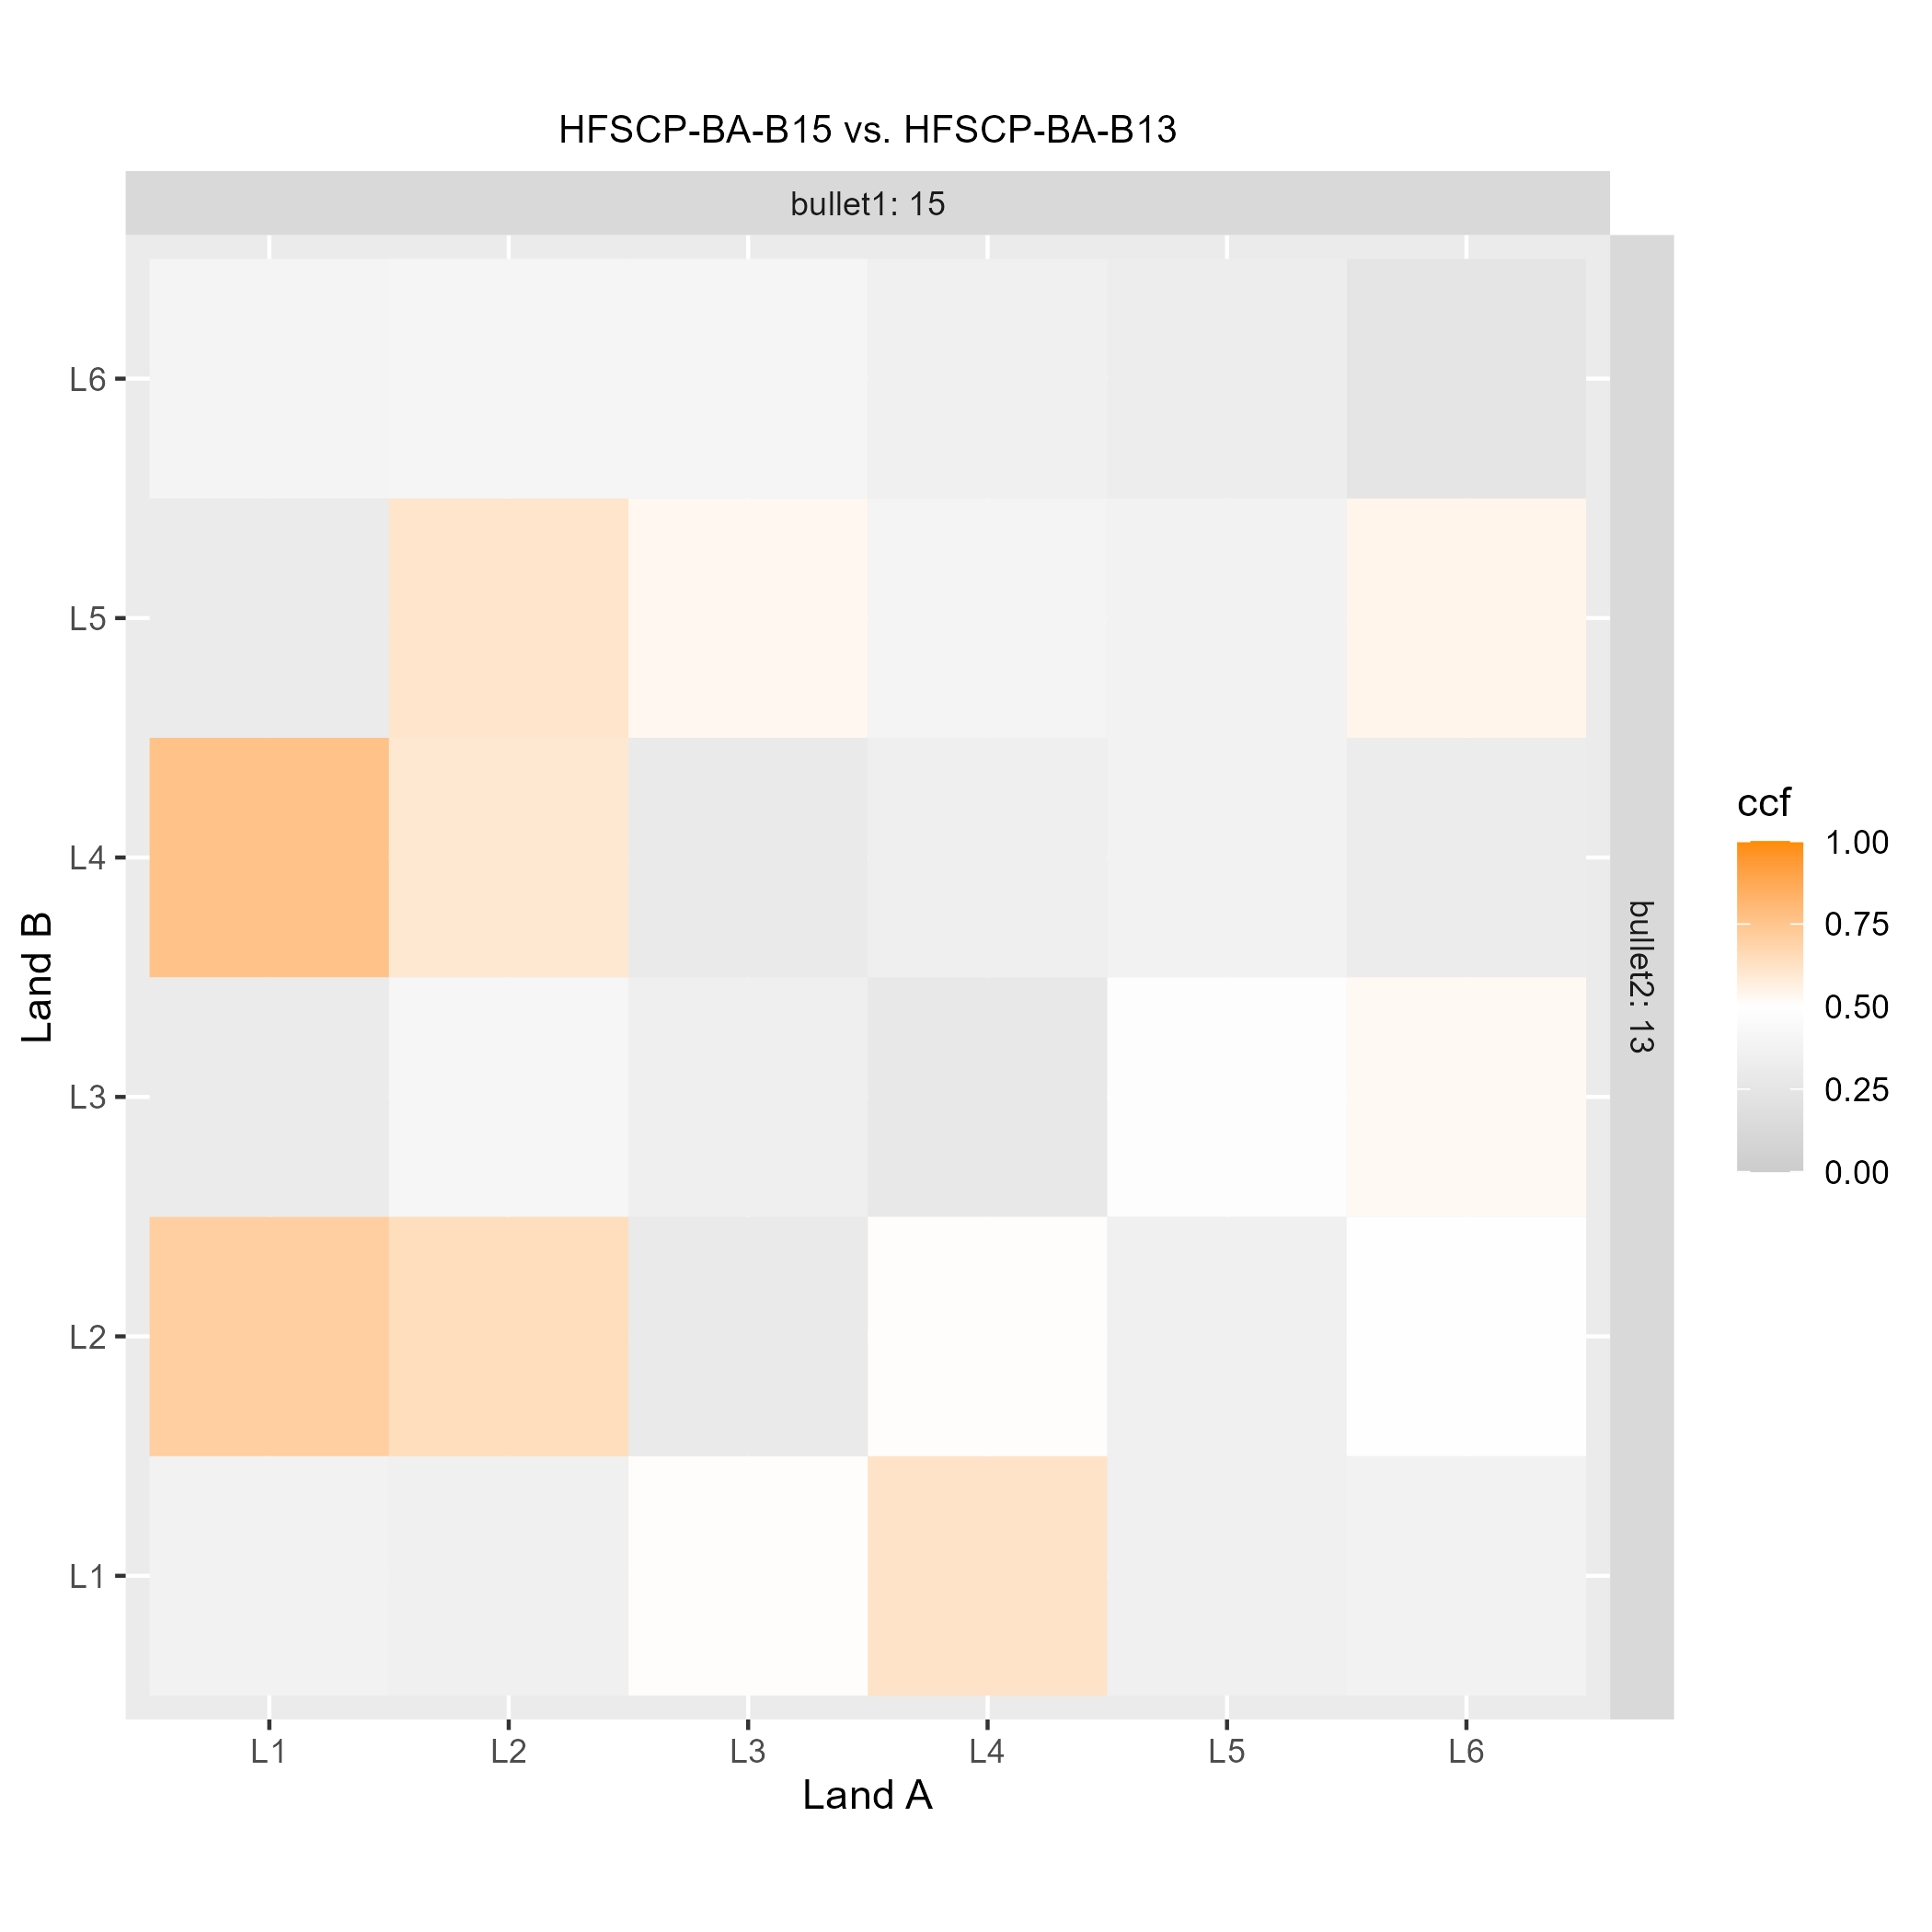 HFSCP-BA-B15 vs. HFSCP-BA-B13
bullet1: 15
L6
L5
L4
L3
L2
L1
Land B
bullet2: 13
L1 L2 L3 L4 L5 L6
Land A
ccf
1.00
0.75
0.50
0.25
0.00